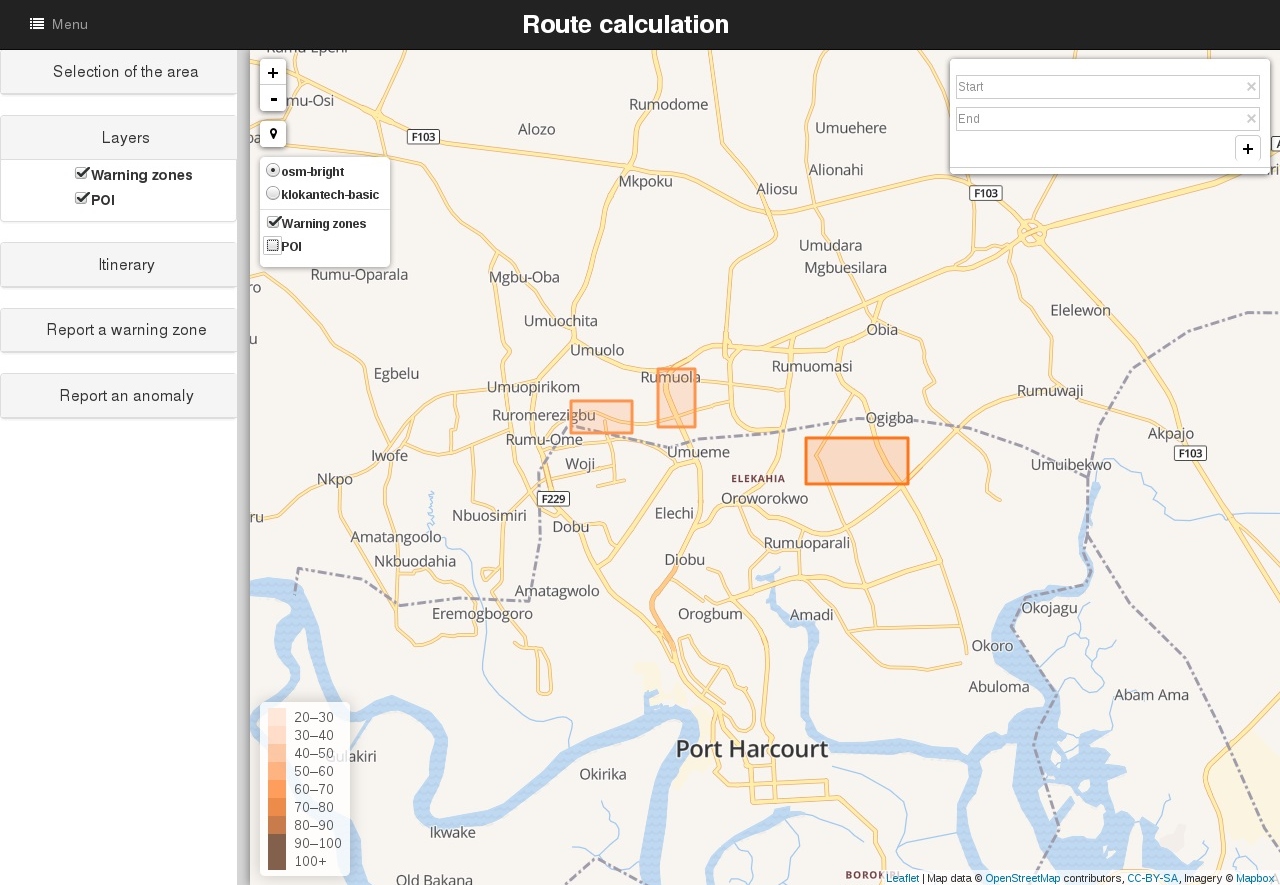 Menu
Route calculation
Selection of the area
Layers
Warning zones
POI
Itinerary
Report a warning zone
Report an anomaly
+
-
osm-bright
klokantech-basic
Warning zones
POI
Start ×
End ×
+
mu-Osi
Rumodome
Alozo
F103
Umuehere
Alionahi
Mkpoku
Aliosu
F103
Umudara
Mgbuesilara
Rumu-Oparala
Mgbu-Oba
Elelewon
Umuochita
Obia
Umuolo
Rumuomasi
Egbelu
Rumuola
Umuopirikom
Rumuwaji
Ruromerezigbu
Ogigba
Akpajo
Rumu-Ome
F103
Iwofe
Umueme
Woji
Umuibekwo
Nkpo
ELEKAHIA
F229
Oroworokwo
Nbuosimiri
Elechi
Dobu
Amatangoolo
Rumuoparali
Nkbuodahia
Diobu
Amatagwolo
Okojagu
Eremogbogoro
Orogbum
Amadi
Okoro
Abuloma
Abam Ama
Port Harcourt
ulakiri
Okirika
Ikwake
Old Bakana
BOROKI
20–30
30–40
40–50
50–60
60–70
70–80
80–90
90–100
100+
Leaflet | Map data © OpenStreetMap contributors, CC-BY-SA, Imagery © Mapbox